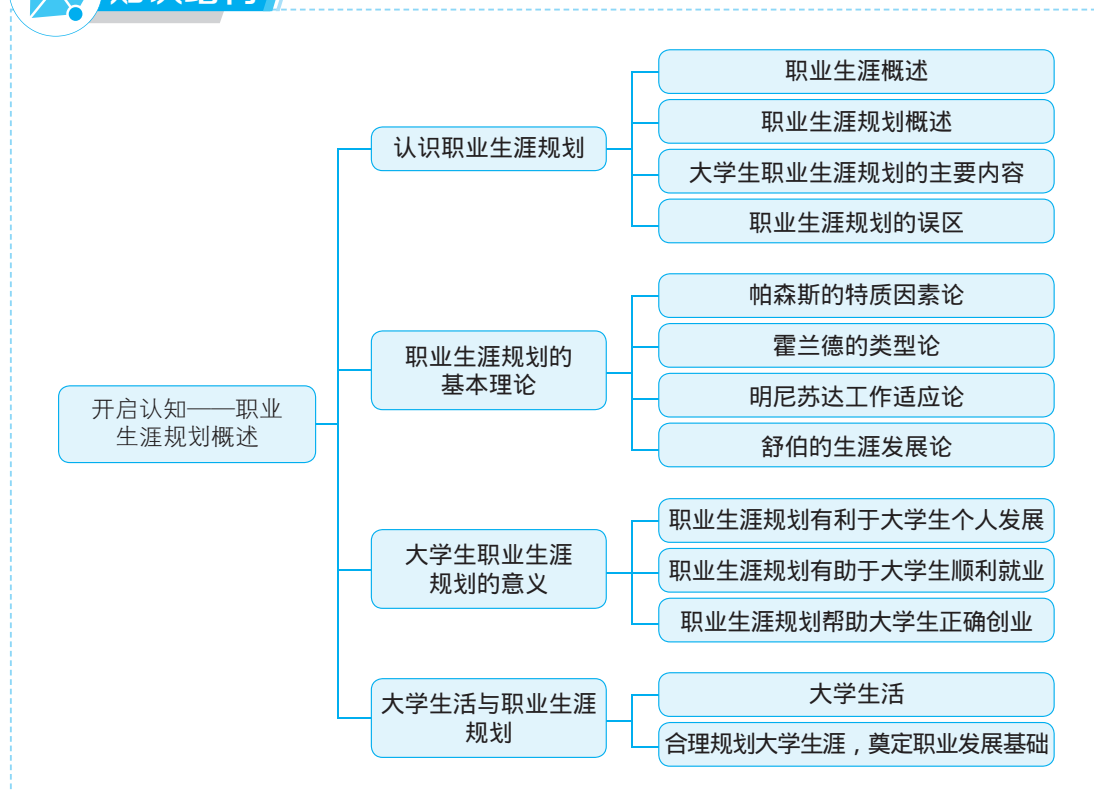 认识职业生涯规划
职业生涯概述
职业生涯规划概述
大学生职业生涯规划的主要内容
职业生涯规划的误区
开启认知——职业
生涯规划概述
职业生涯规划的
基本理论
帕森斯的特质因素论
霍兰德的类型论
明尼苏达工作适应论
舒伯的生涯发展论
大学生职业生涯
规划的意义
职业生涯规划有利于大学生个人发展
职业生涯规划有助于大学生顺利就业
职业生涯规划帮助大学生正确创业
大学生活与职业生涯
规划
大学生活
合理规划大学生涯，奠定职业发展基础